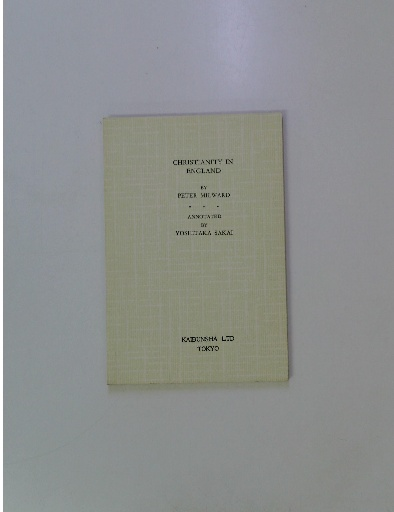 CHRISTIANITY IN
ENGLAND
BY
PETER MILWARD
* * *
ANNOTATED
BY
YOSHITAKA SAKAI
KAIBUNSHA LTD
TOKYO